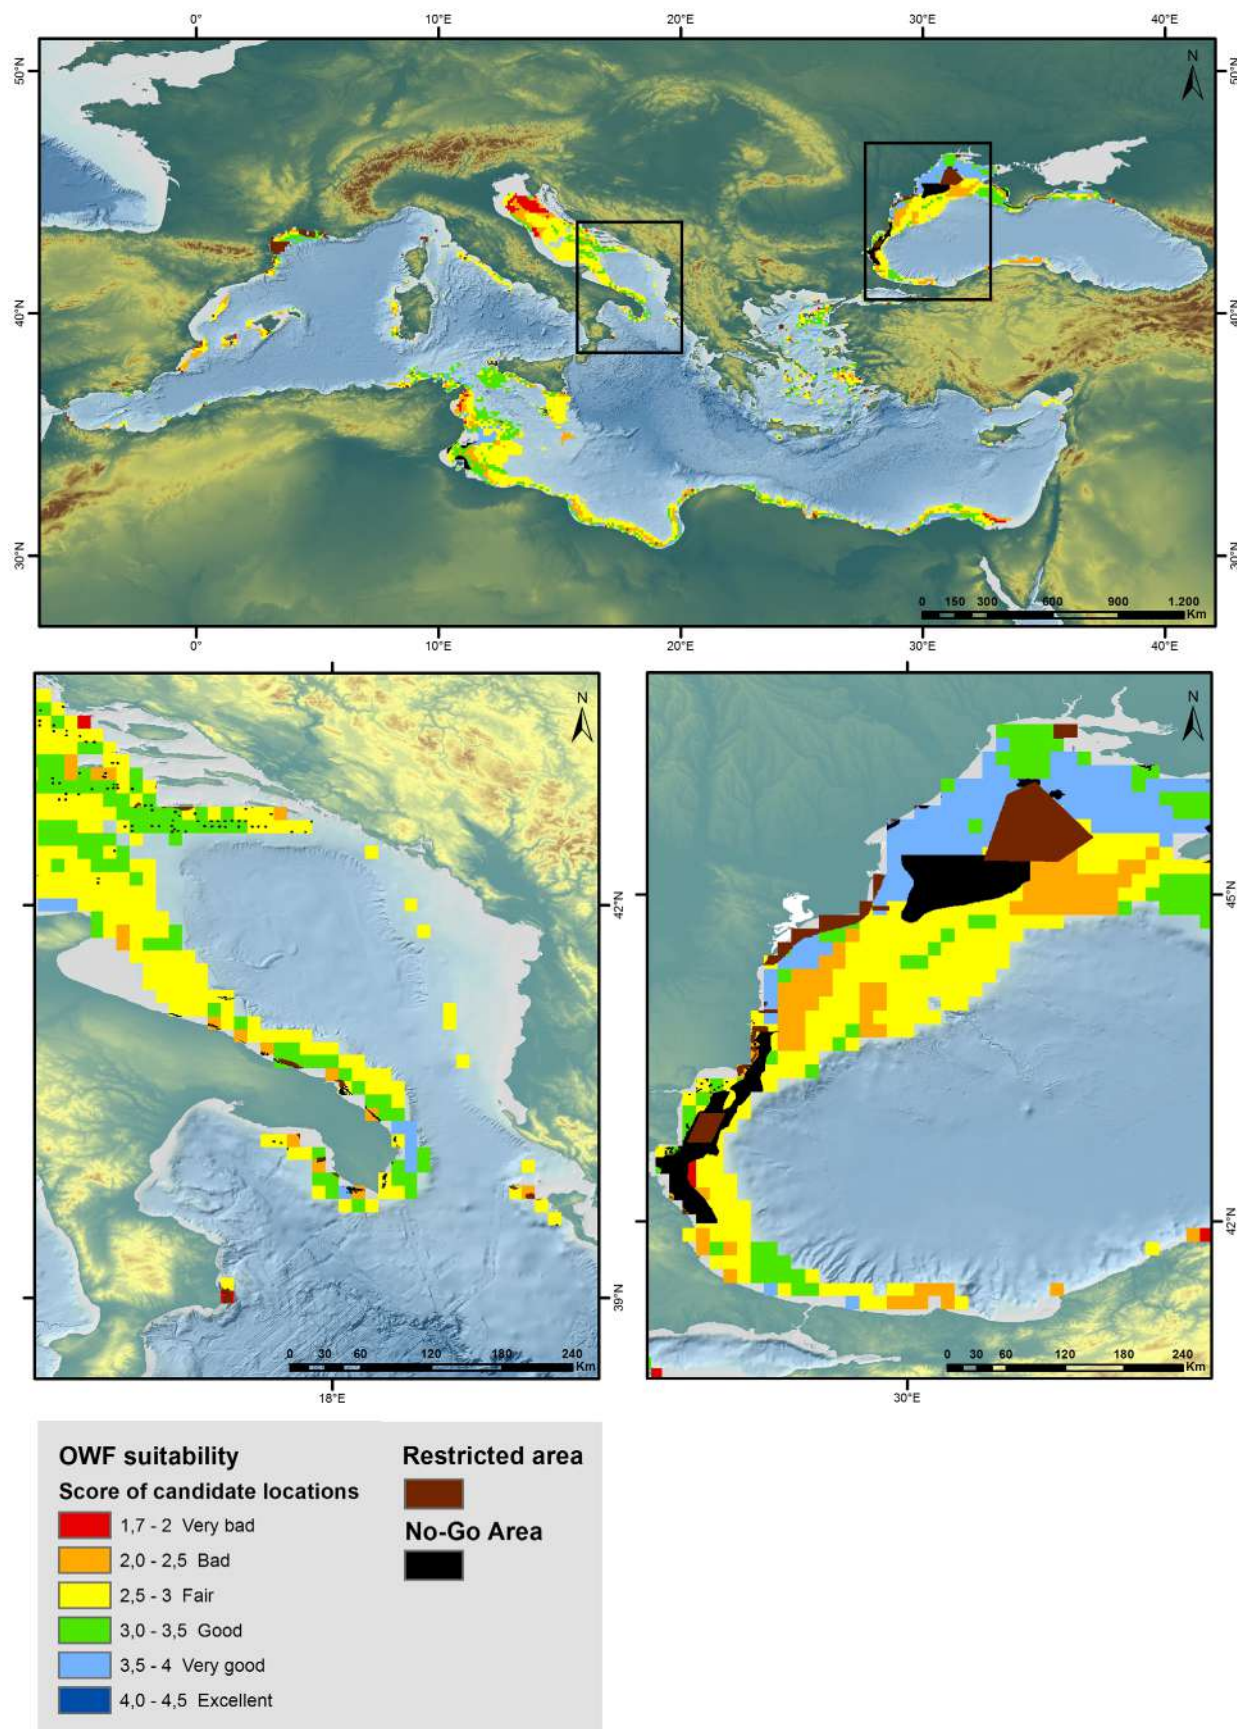 0° 10°E 20°E 30°E 40°E
50°N 50°N
N
40°N 40°N
30°N 30°N
0 150 300 600 900 1.200
Km
0° 10°E 20°E 30°E 40°E
N
42°N
39°N
0 30 60 120 180 240
Km
18°E
N
45°N
42°N
0 30 60 120 180 240
Km
30°E
OWF suitability
Score of candidate locations
1,7 - 2 Very bad
2,0 - 2,5 Bad
2,5 - 3 Fair
3,0 - 3,5 Good
3,5 - 4 Very good
4,0 - 4,5 Excellent
Restricted area
No-Go Area